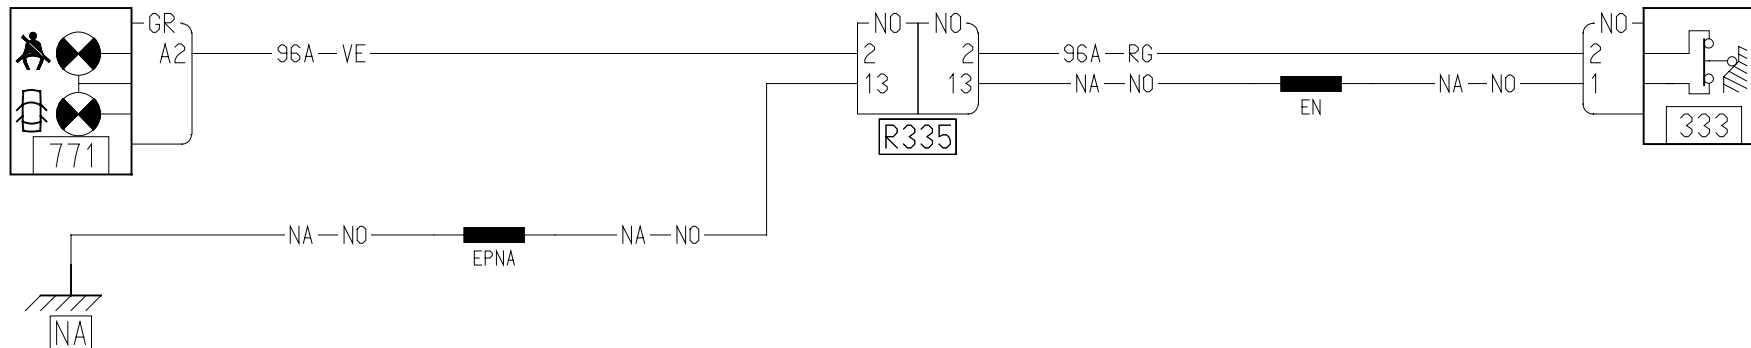 GR NO NO NO
A2 96A VE 2 2 96A RG 2
13 13 NA NO NA NO 1
EN
771 R335 333
NA NO NA NO
EPNA
NA